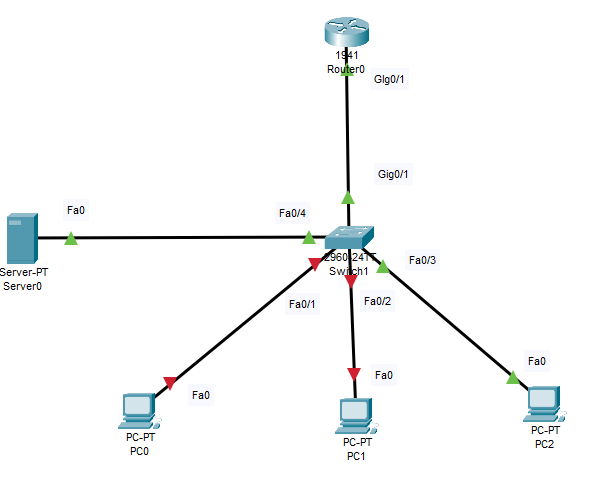 1941
Router0
GIg0/1
Gig0/1
Fa0
Fa0/4
2960-24TT
Switch1
Fa0/3
Server-PT
Server0
Fa0/1
Fa0/2
Fa0
Fa0
Fa0
PC-PT
PC0
PC-PT
PC1
PC-PT
PC2